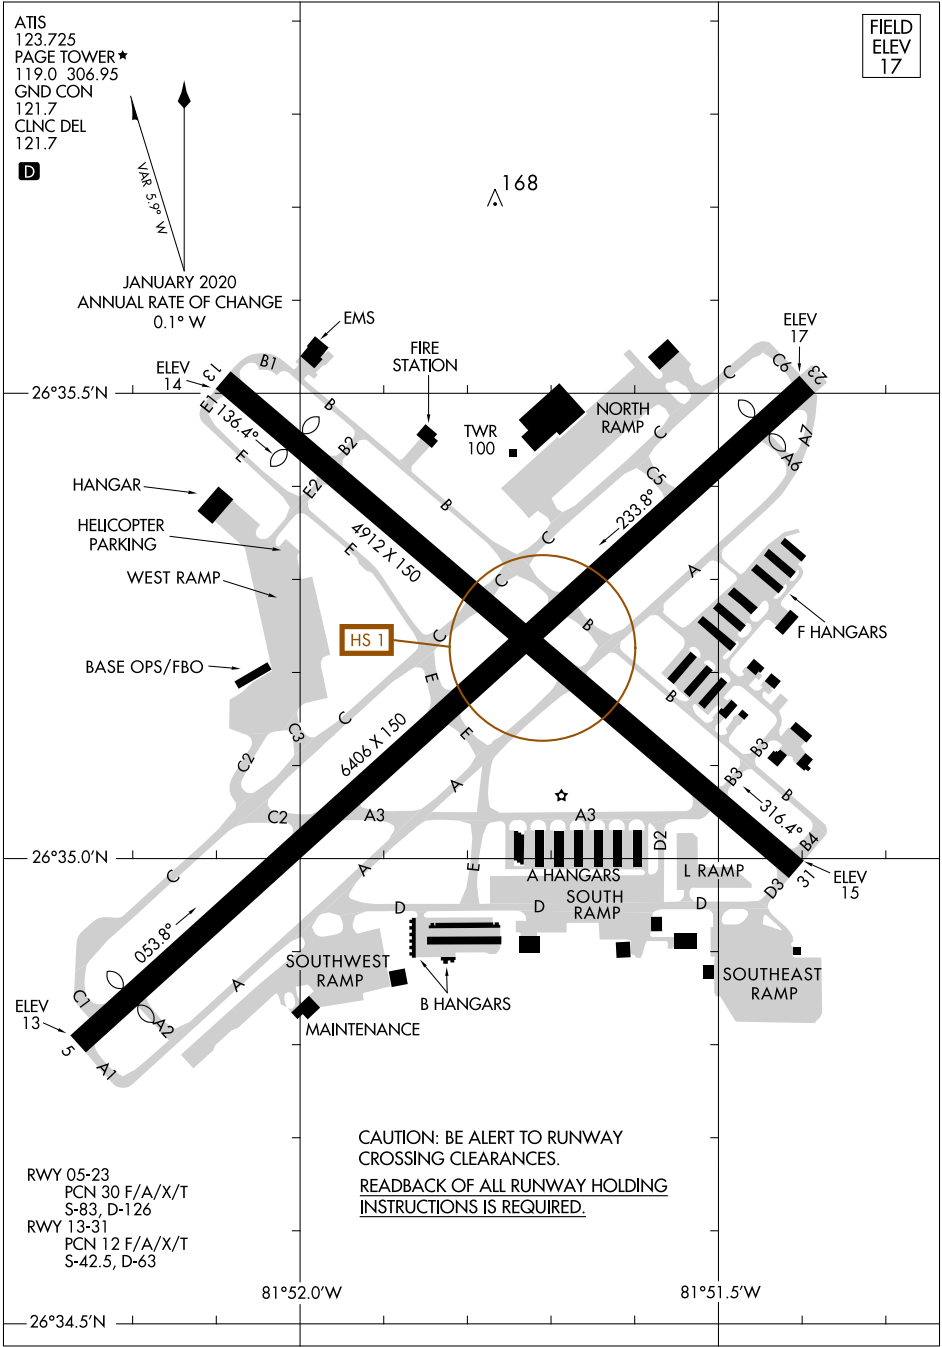 ATIS
123.725
PAGE TOWER★
119.0 306.95
GND CON
121.7
CLNC DEL
121.7
D
FIELD
ELEV
17
VAR 5.9° W
168
JANUARY 2020
ANNUAL RATE OF CHANGE
0.1° W
EMS
FIRE
STATION
ELEV
17
ELEV
14
13
B1
C
C6
23
26°35.5'N
E1
136.4°
B
NORTH
RAMP
TWR
100
C
A7
E
B2
A6
HANGAR
E2
C5
B
233.8°
HELICOPTER
PARKING
4912 X 150
C
E
WEST RAMP
C
A
HS 1
C
B
F HANGARS
BASE OPS/FBO
E
B
C
C3
6406 X 150
E
C2
B3
B3
A
B
C2
A3
A3
316.4°
D2
B4
26°35.0'N
A
E
C
A HANGARS
L RAMP
D3
31
ELEV
15
SOUTH
RAMP
D
D
D
053.8°
SOUTHWEST
RAMP
SOUTHEAST
RAMP
A
C1
B HANGARS
ELEV
13
A2
MAINTENANCE
5
A1
CAUTION: BE ALERT TO RUNWAY
CROSSING CLEARANCES.
READBACK OF ALL RUNWAY HOLDING
INSTRUCTIONS IS REQUIRED.
RWY 05-23
PCN 30 F/A/X/T
S-83, D-126
RWY 13-31
PCN 12 F/A/X/T
S-42.5, D-63
81°52.0'W
81°51.5'W
26°34.5'N